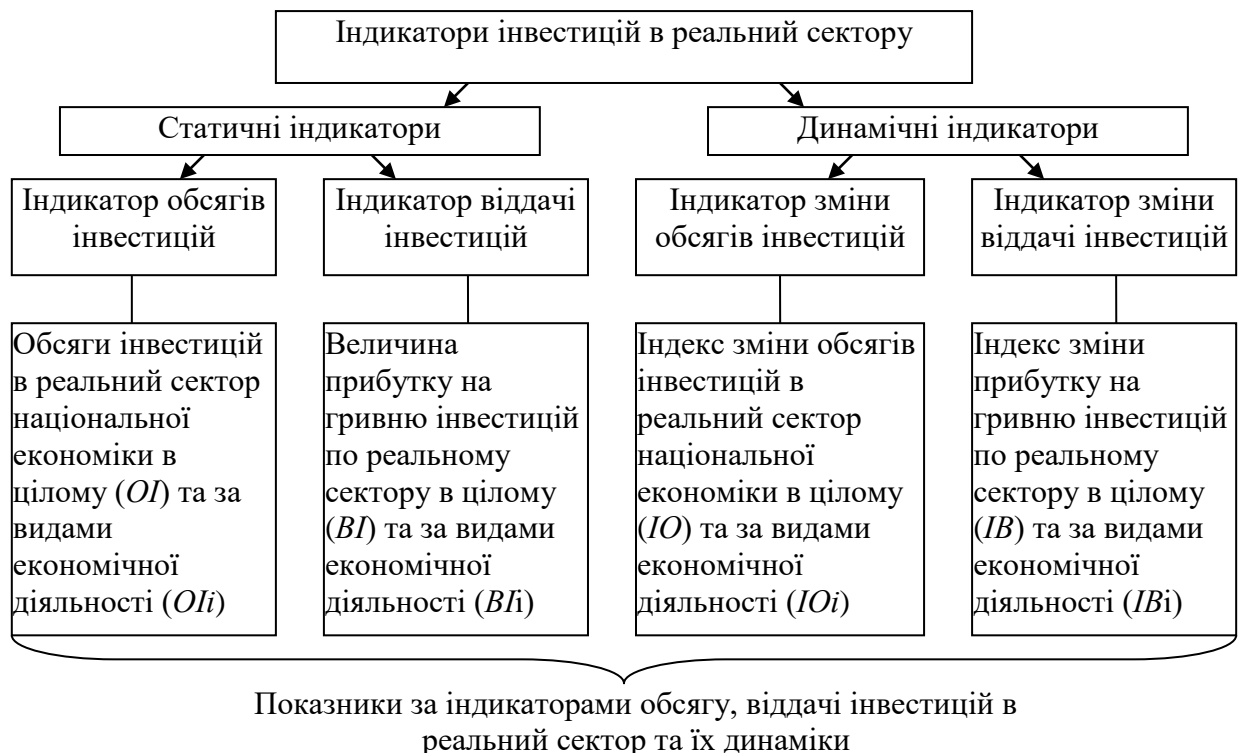 Індикатори інвестицій в реальний сектору
Статичні індикатори
Динамічні індикатори
Індикатор обсягів
інвестицій
Індикатор віддачі
інвестицій
Індикатор зміни
обсягів інвестицій
Індикатор зміни
віддачі інвестицій
Обсяги інвестицій
в реальний сектор
національної
економіки в
цілому (OI) та за
видами
економічної
діяльності (OIi)
Величина
прибутку на
гривню інвестицій
по реальному
сектору в цілому
(BI) та за видами
економічної
діяльності (BIi)
Індекс зміни обсягів
інвестицій в
реальний сектор
національної
економіки в цілому
(IO) та за видами
економічної
діяльності (IOi)
Індекс зміни
прибутку на
гривню інвестицій
по реальному
сектору в цілому
(IB) та за видами
економічної
діяльності (IBi)
Показники за індикаторами обсягу, віддачі інвестицій в
реальний сектор та їх динаміки